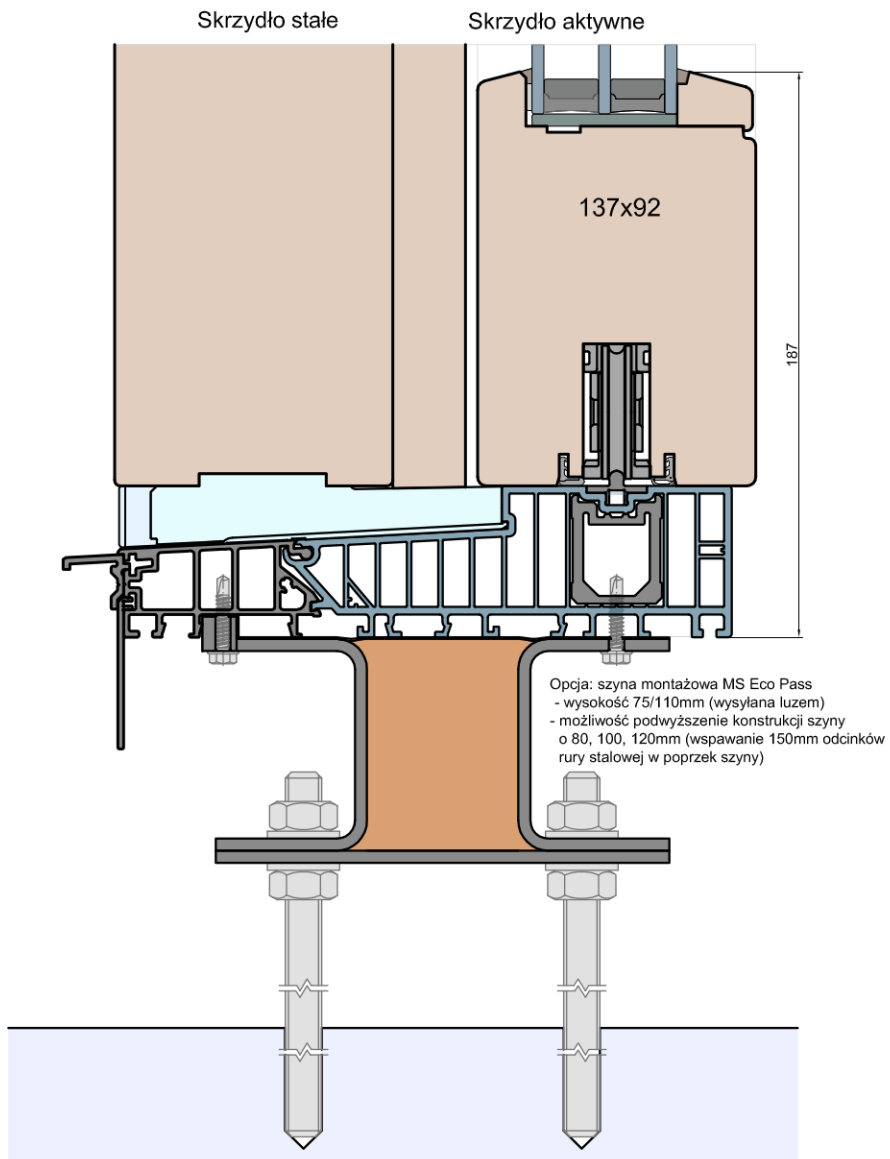 Skrzydło stałe
Skrzydło aktywne
137x92
187
Opcja: szyna montażowa MS Eco Pass
- wysokość 75/110mm (wysyłana luzem)
- możliwość podwyższenie konstrukcji szyny
o 80, 100, 120mm (wspawanie 150mm odcinków
rury stalowej w poprzek szyny)